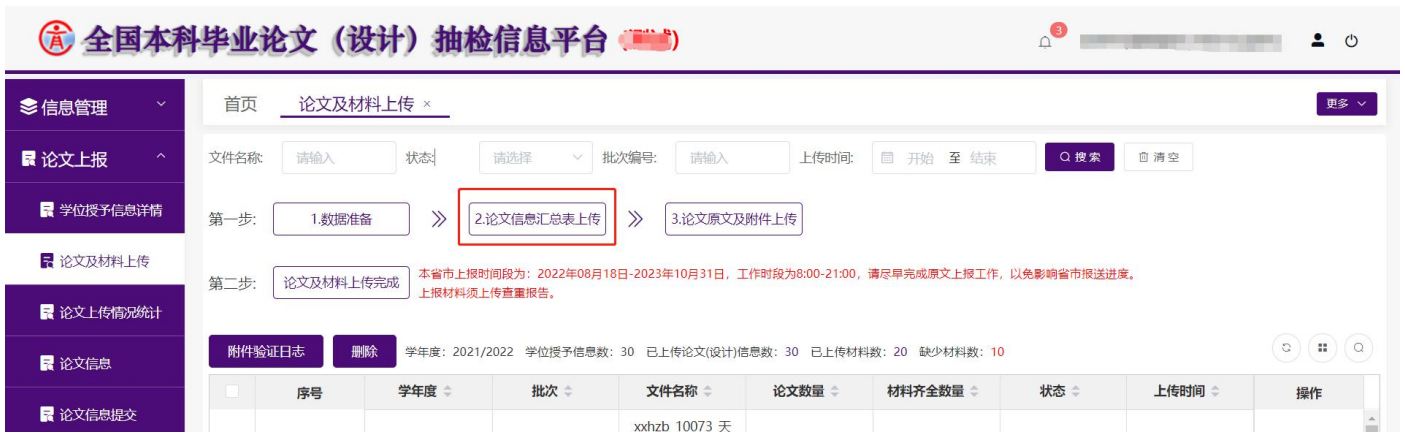 全国本科毕业论文（设计）抽检信息平台
3
信息管理
首页 论文及材料上传 ×
更多
论文上报
文件名称: 请输入 状态: 请选择 批次编号: 请输入 上传时间: 开始 至 结束 搜索 清空
学位授予信息详情
第一步: 1.数据准备 2.论文信息汇总表上传 3.论文原文及附件上传
论文及材料上传
第二步: 论文及材料上传完成
本省市上报时间段为：2022年08月18日-2023年10月31日，工作时段为8:00-21:00，请尽早完成原文上报工作，以免影响省市报送进度。
上报材料须上传查重报告。
论文上传情况统计
附件验证日志 删除 学年度：2021/2022 学位授予信息数：30 已上传论文(设计)信息数：30 已上传材料数：20 缺少材料数：10
论文信息
序号 学年度 批次 文件名称 论文数量 材料齐全数量 状态 上传时间 操作
论文信息提交
xxhzb_10073_天